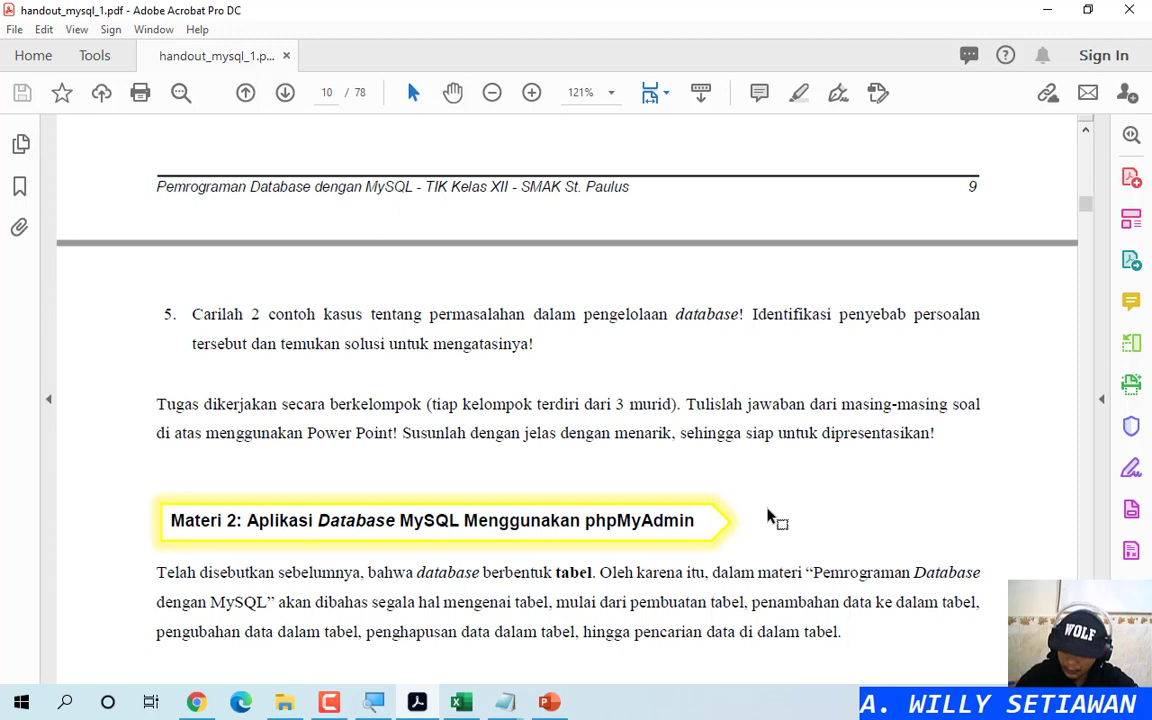 handout_mysql_1.pdf - Adobe Acrobat Pro DC
File Edit View Sign Window Help
Home Tools handout_mysql_1.p... × Sign In
10 / 78 121%
Pemrograman Database dengan MySQL - TIK Kelas XII - SMAK St. Paulus 9
5. Carilah 2 contoh kasus tentang permasalahan dalam pengelolaan database! Identifikasi penyebab persoalan
tersebut dan temukan solusi untuk mengatasinya!
Tugas dikerjakan secara berkelompok (tiap kelompok terdiri dari 3 murid). Tulislah jawaban dari masing-masing soal
di atas menggunakan Power Point! Susunlah dengan jelas dengan menarik, sehingga siap untuk dipresentasikan!
Materi 2: Aplikasi Database MySQL Menggunakan phpMyAdmin
Telah disebutkan sebelumnya, bahwa database berbentuk tabel. Oleh karena itu, dalam materi “Pemrograman Database
dengan MySQL” akan dibahas segala hal mengenai tabel, mulai dari pembuatan tabel, penambahan data ke dalam tabel,
pengubahan data dalam tabel, penghapusan data dalam tabel, hingga pencarian data di dalam tabel.
WOLF
A. WILLY SETIAWAN